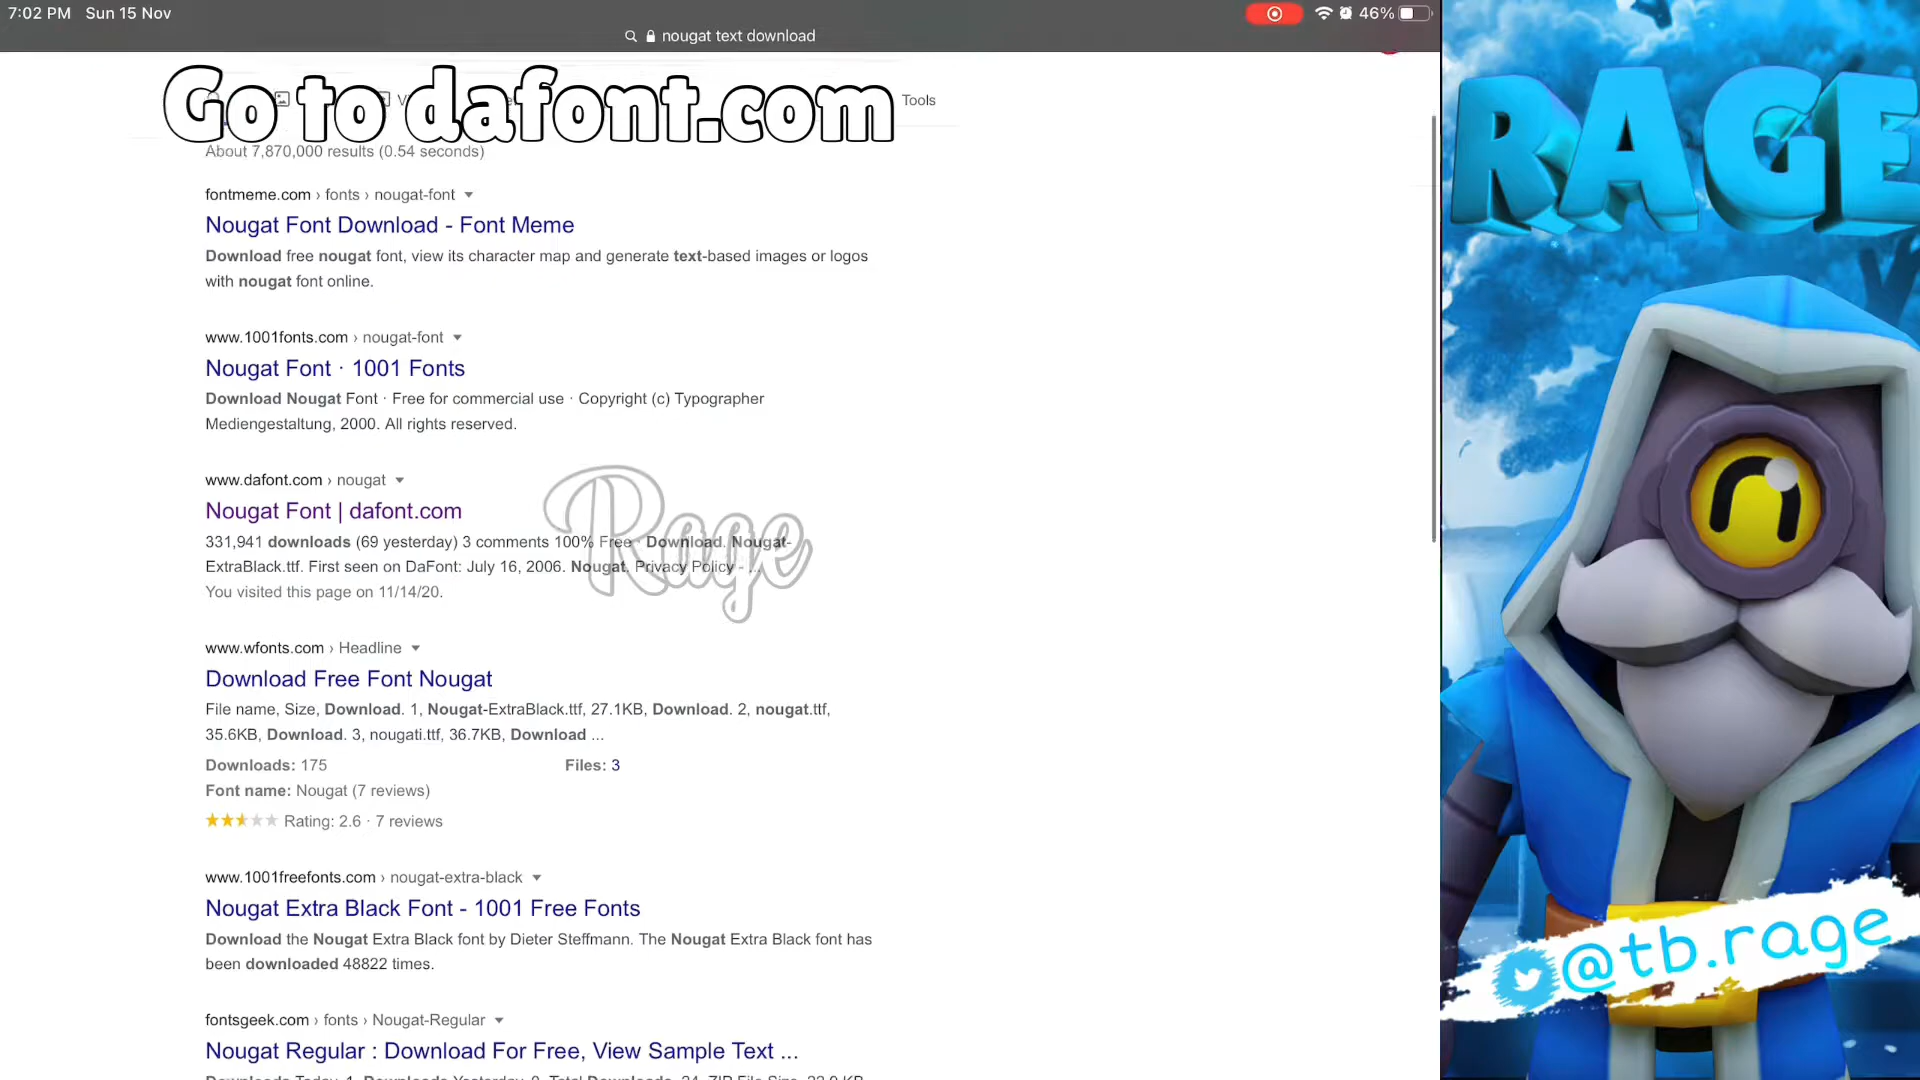 7:02 PM Sun 15 Nov
46%
nougat text download
Go to dafont.com
Tools
About 7,870,000 results (0.54 seconds)
fontmeme.com › fonts › nougat-font
Nougat Font Download - Font Meme
Download free nougat font, view its character map and generate text-based images or logos
with nougat font online.
www.1001fonts.com › nougat-font
Nougat Font · 1001 Fonts
Download Nougat Font · Free for commercial use · Copyright (c) Typographer
Mediengestaltung, 2000. All rights reserved.
www.dafont.com › nougat
Nougat Font | dafont.com
331,941 downloads (69 yesterday) 3 comments 100% Free · Download. Nougat-
ExtraBlack.ttf. First seen on DaFont: July 16, 2006. Nougat. Privacy Policy - ...
You visited this page on 11/14/20.
Rage
www.wfonts.com › Headline
Download Free Font Nougat
File name, Size, Download. 1, Nougat-ExtraBlack.ttf, 27.1KB, Download. 2, nougat.ttf,
35.6KB, Download. 3, nougati.ttf, 36.7KB, Download ...
Downloads: 175 Files: 3
Font name: Nougat (7 reviews)
Rating: 2.6 · 7 reviews
www.1001freefonts.com › nougat-extra-black
Nougat Extra Black Font - 1001 Free Fonts
Download the Nougat Extra Black font by Dieter Steffmann. The Nougat Extra Black font has
been downloaded 48822 times.
fontsgeek.com › fonts › Nougat-Regular
Nougat Regular : Download For Free, View Sample Text ...
RAGE
@tb.rage